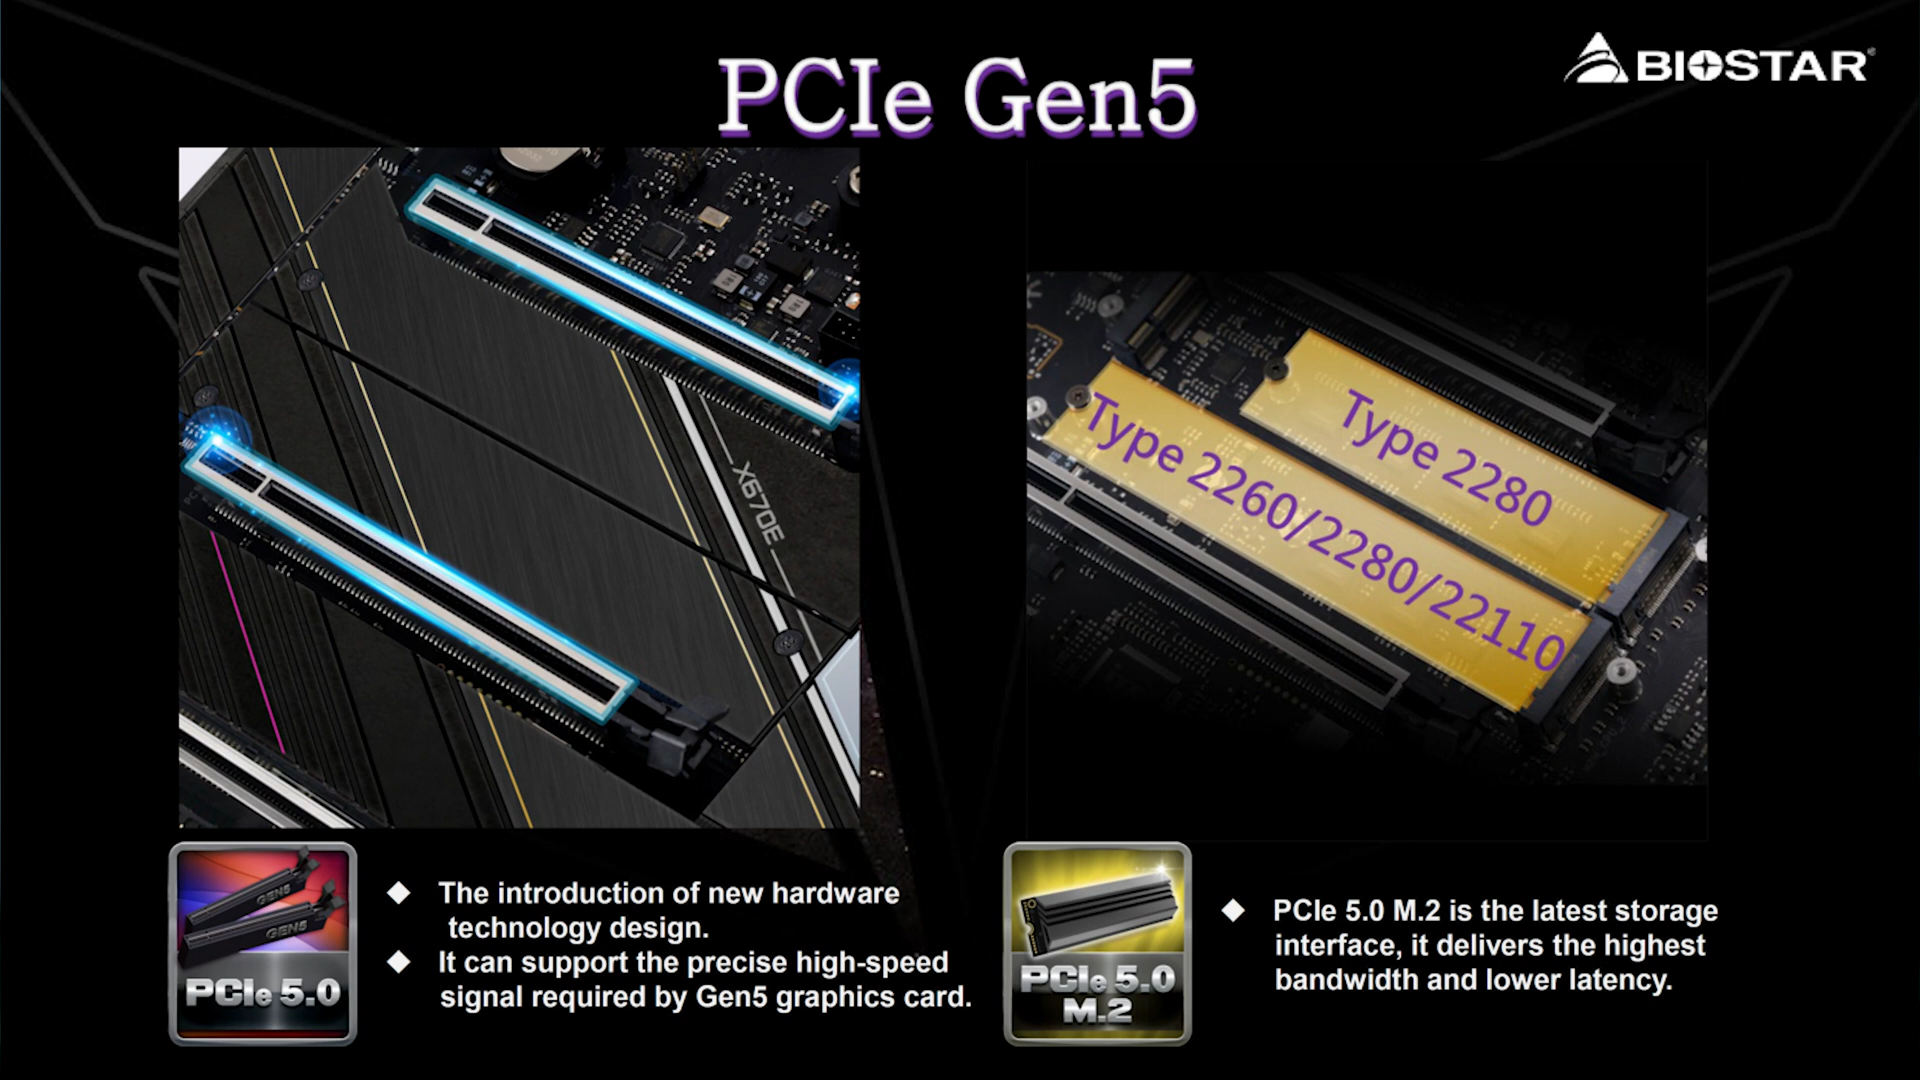 PCIe Gen5
BIOSTAR
X670E
Type 2280
Type 2260/2280/22110
GEN5
GEN5
PCIe 5.0
The introduction of new hardware
technology design.
It can support the precise high-speed
signal required by Gen5 graphics card.
PCIe 5.0
M.2
PCIe 5.0 M.2 is the latest storage
interface, it delivers the highest
bandwidth and lower latency.